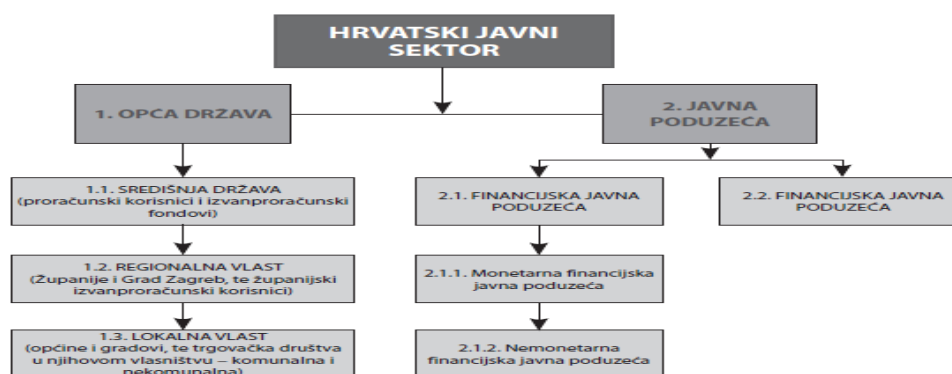 HRVATSKI JAVNI
SEKTOR
1. OPĆA DRŽAVA
2. JAVNA
PODUZEĆA
1.1. SREDIŠNJA DRŽAVA
(proračunski korisnici i izvanproračunski
fondovi)
2.1. FINANCIJSKA JAVNA
PODUZEĆA
2.2. FINANCIJSKA JAVNA
PODUZEĆA
1.2. REGIONALNA VLAST
(Županije i Grad Zagreb, te županijski
izvanproračunski korisnici)
2.1.1. Monetarna financijska
javna poduzeća
1.3. LOKALNA VLAST
(općine i gradovi, te trgovačka društva
u njihovom vlasništvu – komunalna i
nekomunalna)
2.1.2. Nemonetarna
financijska javna poduzeća